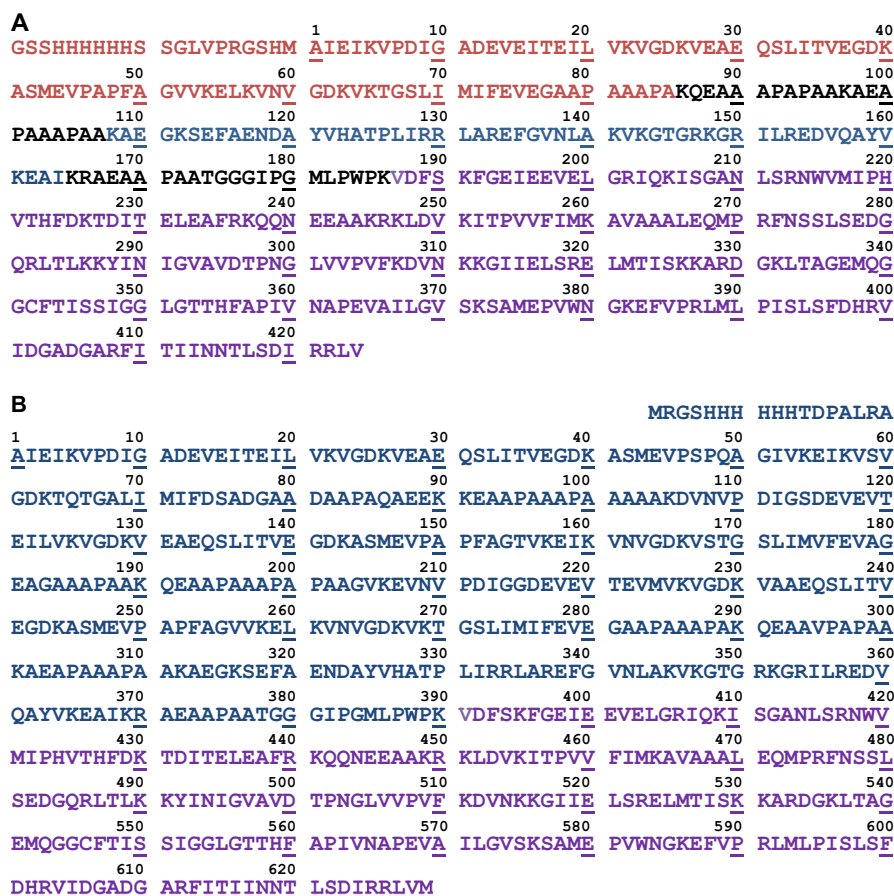 A
1 10 20 30 40
GSSHHHHHHS SGLVPRGSHM AIEIKVPDIG ADEVEITEIL VKVGDKVEAE QSLITVEGDK
50 60 70 80 90 100
ASMEVPAPFA GVVKELKVNV GDKVKTGSLI MIFEVEGAAP AAAPAKQEAA APAPAAKAEA
110 120 130 140 150 160
PAAAPAAKAE GKSEFAENDA YVHATPLIRR LAREFGVNLA KVKGTGRKGR ILREDVQAYV
170 180 190 200 210 220
KEAIKRAEAA PAATGGGIPG MLPWPKVDFS KFGEIEEVEL GRIQKISGAN LSRNWVMIPH
230 240 250 260 270 280
VTHFDKTDIT ELEAFRKQQN EEAAKRKLDV KITPVVFIMK AVAAALEQMP RFNSSLSEDG
290 300 310 320 330 340
QRLTLKKYIN IGVAVDTPNG LVVPVFKDVN KKGIIELSRE LMTISKKARD GKLTAGEMQG
350 360 370 380 390 400
GCFTISSIGG LGTTHFAPIV NAPEVAILGV SKSAMEPVWN GKEFVPRLML PISLSFDHRV
410 420
IDGADGARFI TIINNTLSDI RRLV
B
MRGSHHH HHHTDPALRA
1 10 20 30 40 50 60
AIEIKVPDIG ADEVEITEIL VKVGDKVEAE QSLITVEGDK ASMEVPSPQA GIVKEIKVSV
70 80 90 100 110 120
GDKTQTGALI MIFDSADGAA DAAPAQAEEK KEAAPAAAPA AAAAKDVNVP DIGSDEVEVT
130 140 150 160 170 180
EILVKVGDKV EAEQSLITVE GDKASMEVPA PFAGTVKEIK VNVGDKVSTG SLIMVFEVAG
190 200 210 220 230 240
EAGAAAPAAK QEAAPAAAPA PAAGVKEVNV PDIGGDEVEV TEVMVKVGDK VAAEQSLITV
250 260 270 280 290 300
EGDKASMEVP APFAGVVKEL KVNVGDKVKT GSLIMIFEVE GAAPAAAPAK QEAAVPAPAA
310 320 330 340 350 360
KAEAPAAAPA AKAEGKSEFA ENDAYVHATP LIRRLAREFG VNLAKVKGTG RKGRILREDV
370 380 390 400 410 420
QAYVKEAIKR AEAAPAATGG GIPGMLPWPK VDFSKFGEIE EVELGRIQKI SGANLSRNWV
430 440 450 460 470 480
MIPHVTHFDK TDITELEAFR KQQNEEAAKR KLDVKITPVV FIMKAVAAAL EQMPRFNSSL
490 500 510 520 530 540
SEDGQRLTLK KYINIGVAVD TPNGLVVPVF KDVNKKGIIE LSRELMTISK KARDGKLTAG
550 560 570 580 590 600
EMQGGCFTIS SIGGLGTTHF APIVNAPEVA ILGVSKSAME PVWNGKEFVP RLMLPISLSF
610 620
DHRVIDGADG ARFITIINNT LSDIRRLVM